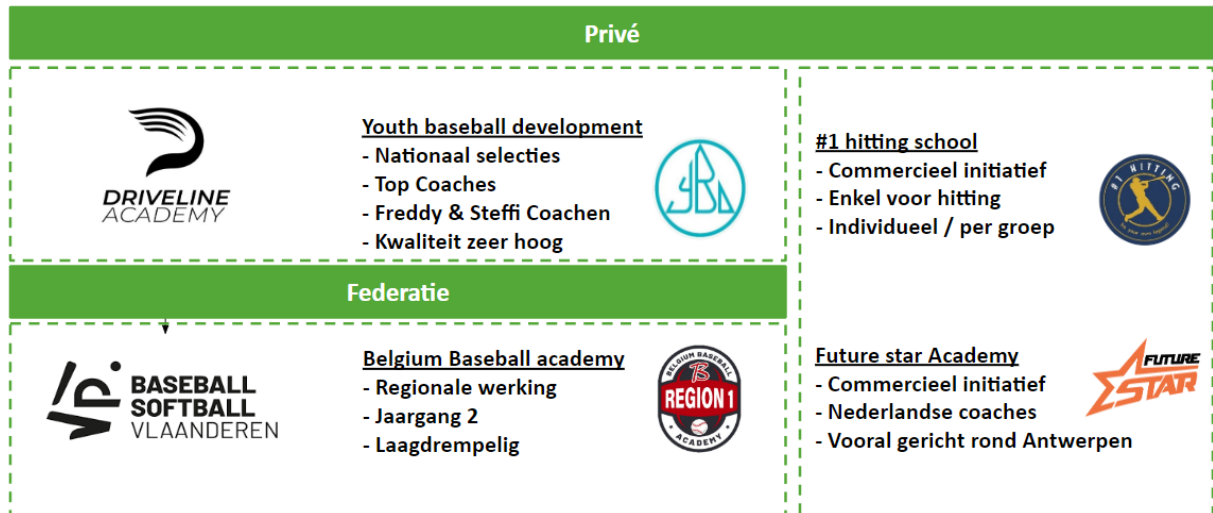 Privé
DRIVELINE
ACADEMY
Youth baseball development
- Nationaal selecties
- Top Coaches
- Freddy & Steffi Coachen
- Kwaliteit zeer hoog
YBD
#1 hitting school
- Commercieel initiatief
- Enkel voor hitting
- Individueel / per groep
#1 HITTING
Federatie
BASEBALL
SOFTBALL
VLAANDEREN
Belgium Baseball academy
- Regionale werking
- Jaargang 2
- Laagdrempelig
BELGIUM BASEBALL
REGION 1
ACADEMY
Future star Academy
- Commercieel initiatief
- Nederlandse coaches
- Vooral gericht rond Antwerpen
FUTURE
STAR